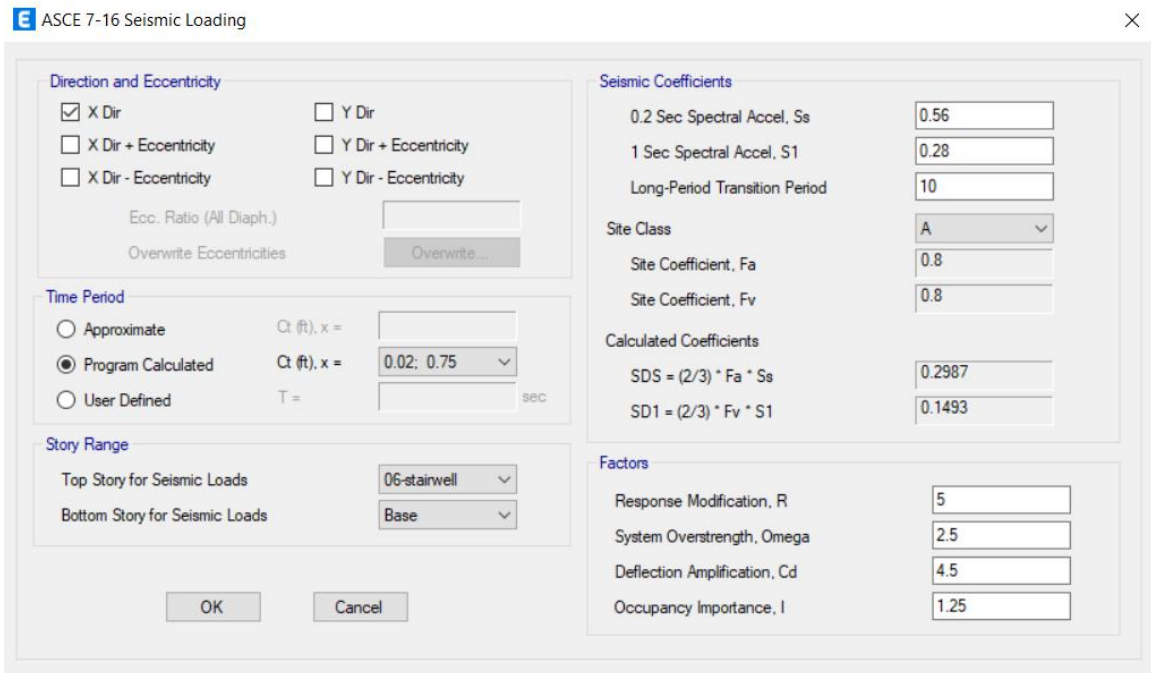 E ASCE 7-16 Seismic Loading
Direction and Eccentricity
X Dir Y Dir
X Dir + Eccentricity Y Dir + Eccentricity
X Dir - Eccentricity Y Dir - Eccentricity
Ecc. Ratio (All Diaph.)
Overwrite Eccentricities Overwrite...
Time Period
Approximate Ct (ft), x =
Program Calculated Ct (ft), x = 0.02; 0.75
User Defined T = sec
Story Range
Top Story for Seismic Loads 06-stairwell
Bottom Story for Seismic Loads Base
OK Cancel
Seismic Coefficients
0.2 Sec Spectral Accel, Ss 0.56
1 Sec Spectral Accel, S1 0.28
Long-Period Transition Period 10
Site Class A
Site Coefficient, Fa 0.8
Site Coefficient, Fv 0.8
Calculated Coefficients
SDS = (2/3) * Fa * Ss 0.2987
SD1 = (2/3) * Fv * S1 0.1493
Factors
Response Modification, R 5
System Overstrength, Omega 2.5
Deflection Amplification, Cd 4.5
Occupancy Importance, I 1.25